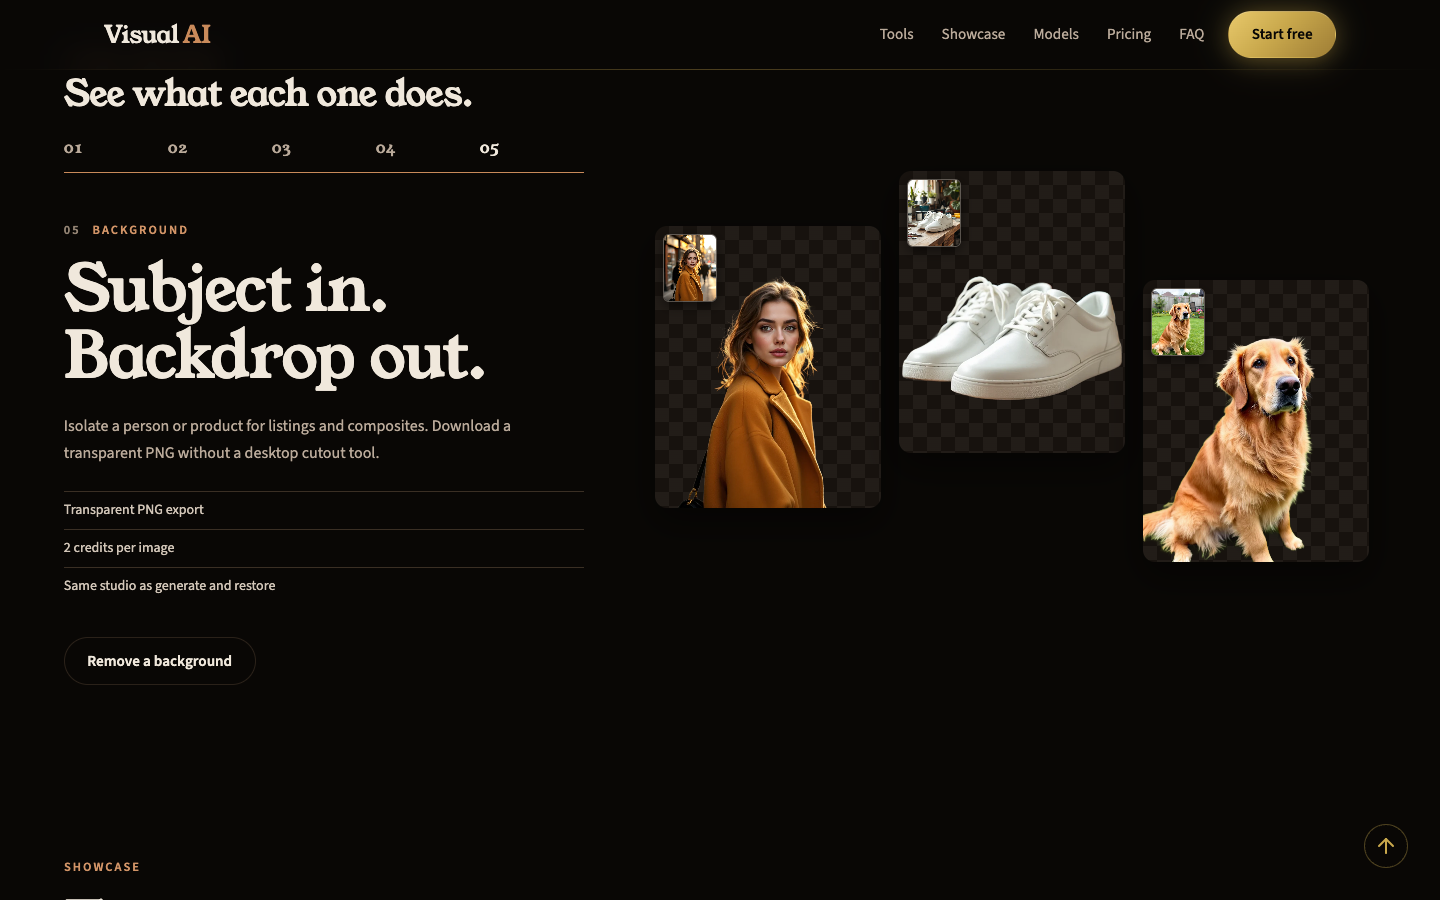 Visual AI
Tools
Showcase
Models
Pricing
FAQ
Start free
See what each one does.
01
02
03
04
05
05 BACKGROUND
Subject in.
Backdrop out.
Isolate a person or product for listings and composites. Download a
transparent PNG without a desktop cutout tool.
Transparent PNG export
2 credits per image
Same studio as generate and restore
Remove a background
SHOWCASE